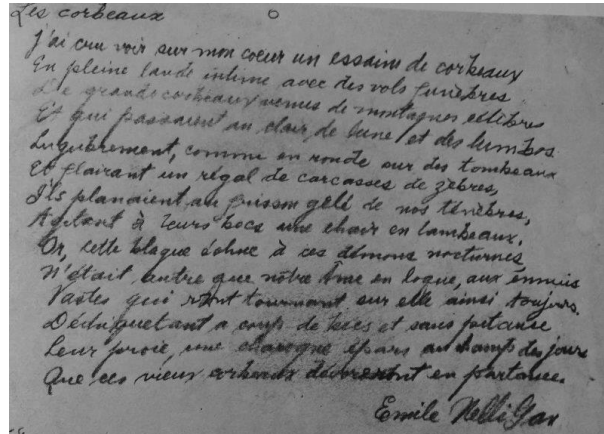 Les corbeaux
J'ai cru voir sur mon coeur un essaim de corbeaux
En pleine lande intime avec des vols funèbres
De grands corbeaux venus de montagnes célèbres
Et qui passaient au clair de lune et des
Lugubrement, comme en ronde sur des tombeaux
Et flairant un régal de carcasses de zèbres,
Ils planaient au frisson gelé de nos ténèbres,
Agitant à leurs becs une chair en lambeaux.
Or, cette échue à ces démons nocturnes
N'était autre que nôtre âme en loque, aux ennuis
Vastes qui vont tournant sur elle ainsi toujours.
Déchiquetant a coup de becs et sans
Leur proie, une charogne épars au champ des jours
Que ces vieux corbeaux dévoreront en
Emile Nelligan